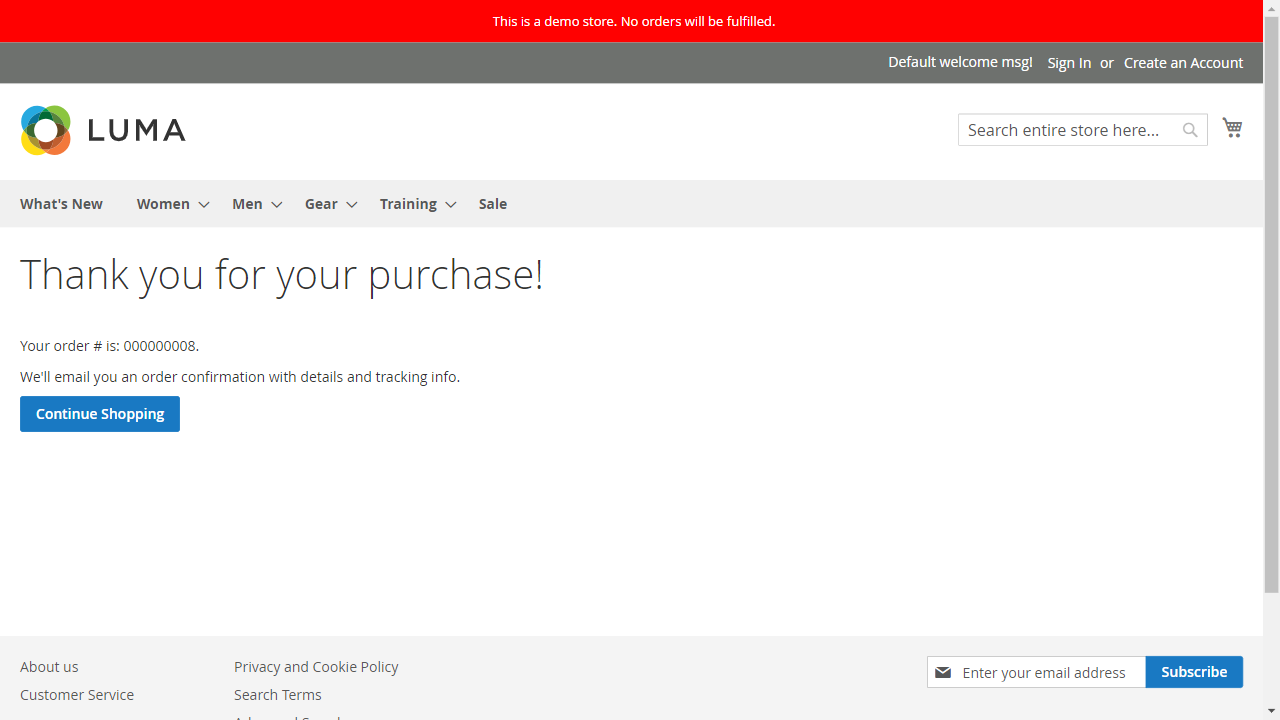 This is a demo store. No orders will be fulfilled.
Default welcome msg! Sign In or Create an Account
LUMA
Search entire store here...
What's New Women Men Gear Training Sale
Thank you for your purchase!
Your order # is: 000000008.
We'll email you an order confirmation with details and tracking info.
Continue Shopping
About us Privacy and Cookie Policy Enter your email address Subscribe
Customer Service Search Terms